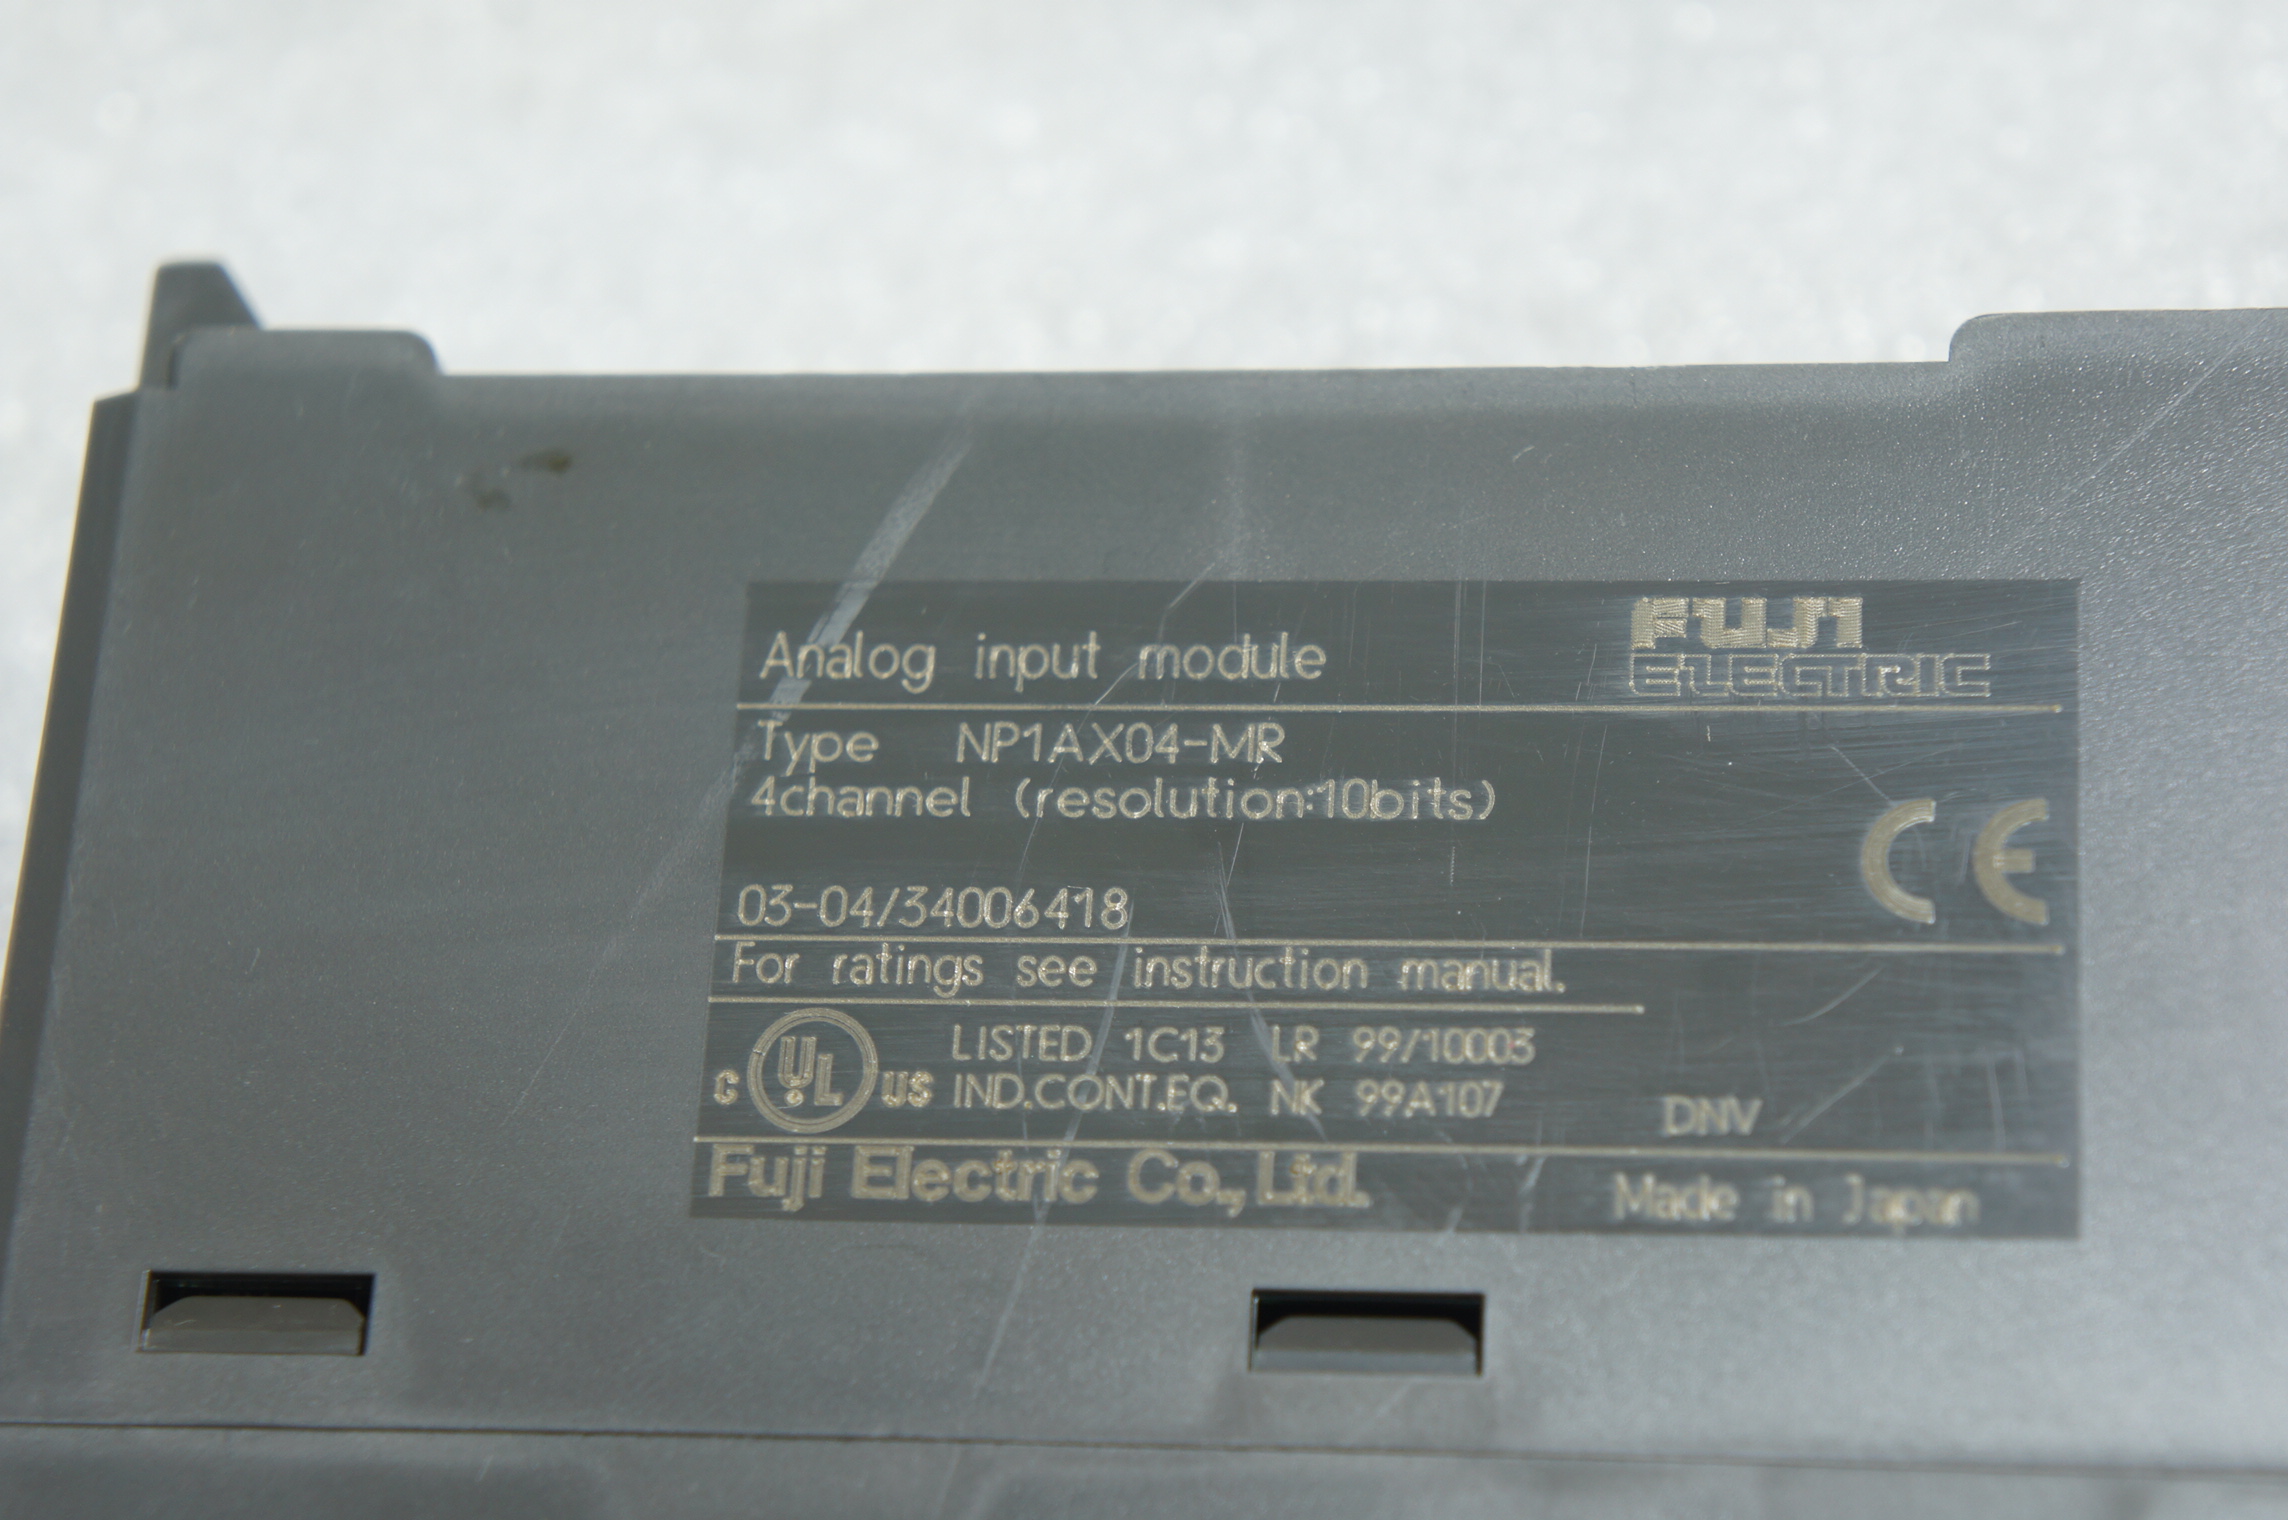 Analog input module
FUJI
ELECTRIC
Type NP1AX04-MR
4channel (resolution:10bits)
CE
03-04/34006418
For ratings see instruction manual.
C UL US LISTED 1C13 LR 99/10003
IND.CONT.EQ. NK 99A107
DNV
Fuji Electric Co., Ltd.
Made in Japan